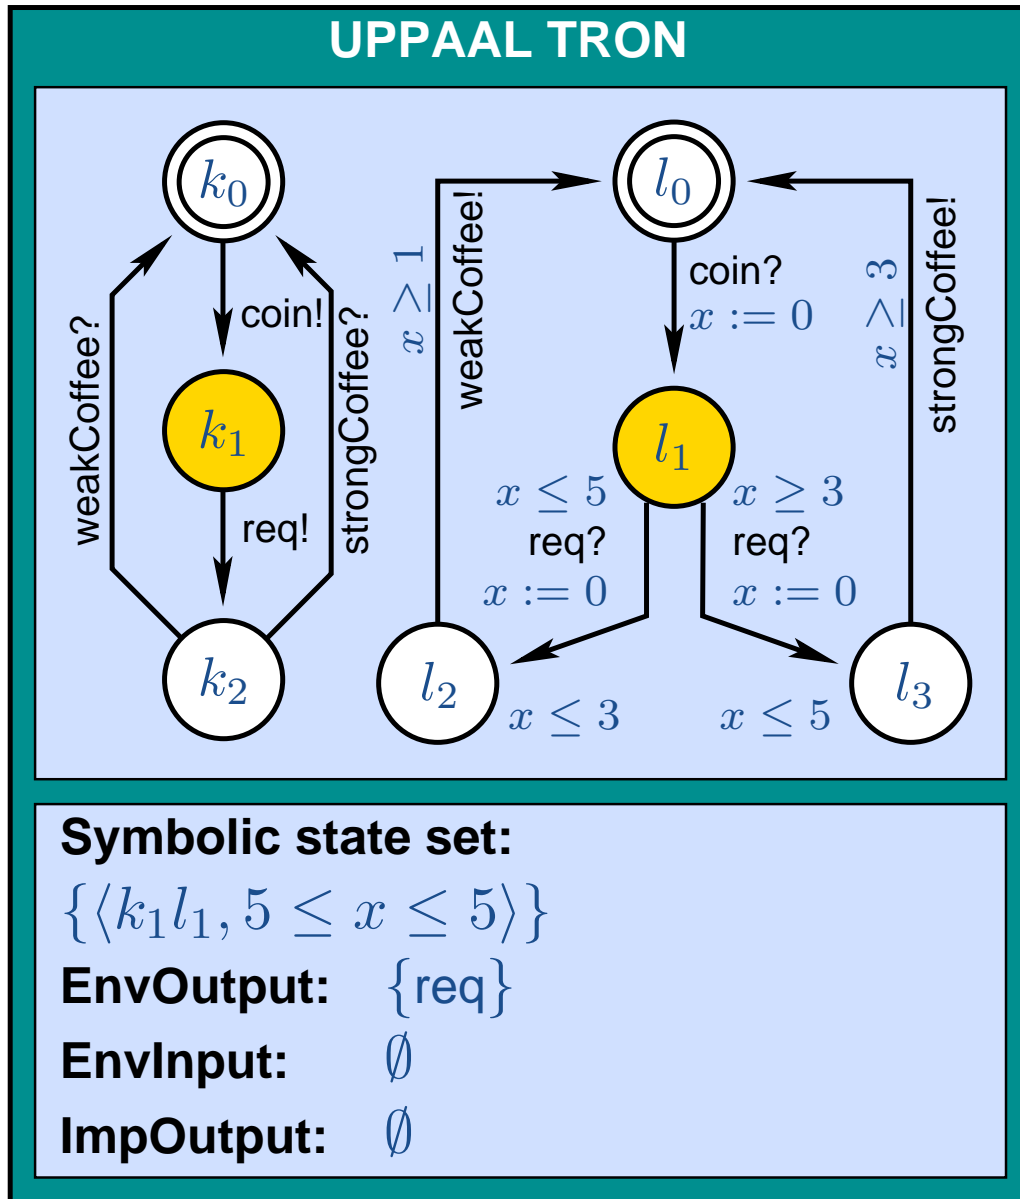 UPPAAL TRON
k₀
l₀
weakCoffee?
coin!
strongCoffee?
x ≥ 1
weakCoffee!
coin?
x := 0
x ≥ 3
strongCoffee!
k₁
l₁
req!
x ≤ 5
req?
x := 0
x ≥ 3
req?
x := 0
k₂
l₂
x ≤ 3
x ≤ 5
l₃
Symbolic state set:
{⟨k₁l₁, 5 ≤ x ≤ 5⟩}
EnvOutput: {req}
EnvInput: ∅
ImpOutput: ∅